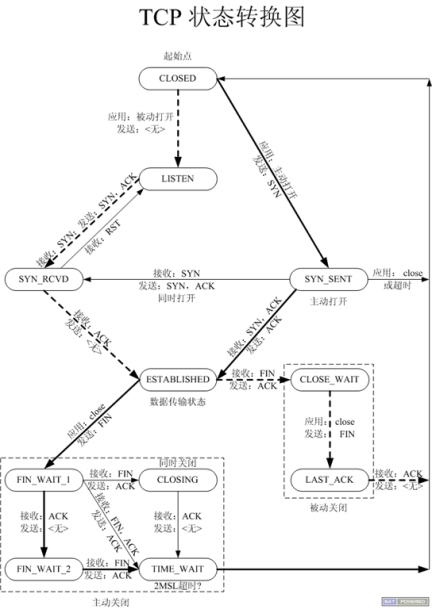 TCP 状态转换图
起始点
CLOSED
应用：被动打开
发送：<无>
应用：主动打开
发送：SYN
LISTEN
接收：SYN；发送：SYN，ACK
接收：RST
SYN_RCVD
接收：SYN
发送：SYN，ACK
同时打开
SYN_SENT
主动打开
应用：close
或超时
接收：ACK
发送：<无>
接收：SYN，ACK
发送：ACK
ESTABLISHED
数据传输状态
接收：FIN
发送：ACK
CLOSE_WAIT
应用：close
发送：FIN
应用：close
发送： FIN
LAST_ACK
接收：ACK
发送：<无>
被动关闭
同时关闭
FIN_WAIT_1
接收：FIN
发送：ACK
CLOSING
接收：FIN，ACK
发送：ACK
接收：ACK
发送：<无>
接收：ACK
发送：<无>
FIN_WAIT_2
接收：FIN
发送：ACK
TIME_WAIT
2MSL超时?
主动关闭